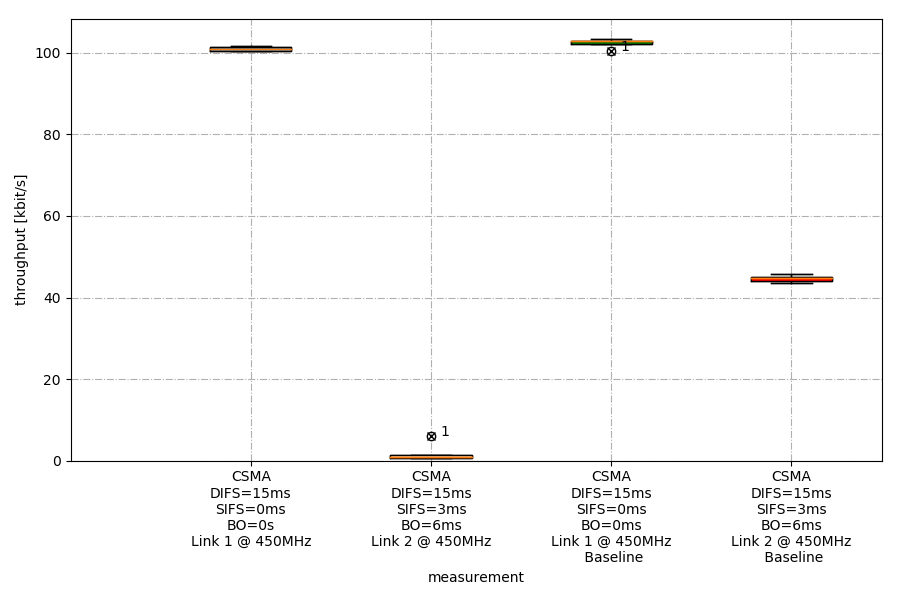 throughput [kbit/s]
100
80
60
40
20
0
1
1
CSMA
DIFS=15ms
SIFS=0ms
BO=0s
Link 1 @ 450MHz
CSMA
DIFS=15ms
SIFS=3ms
BO=6ms
Link 2 @ 450MHz
CSMA
DIFS=15ms
SIFS=0ms
BO=0ms
Link 1 @ 450MHz
Baseline
CSMA
DIFS=15ms
SIFS=3ms
BO=6ms
Link 2 @ 450MHz
Baseline
measurement